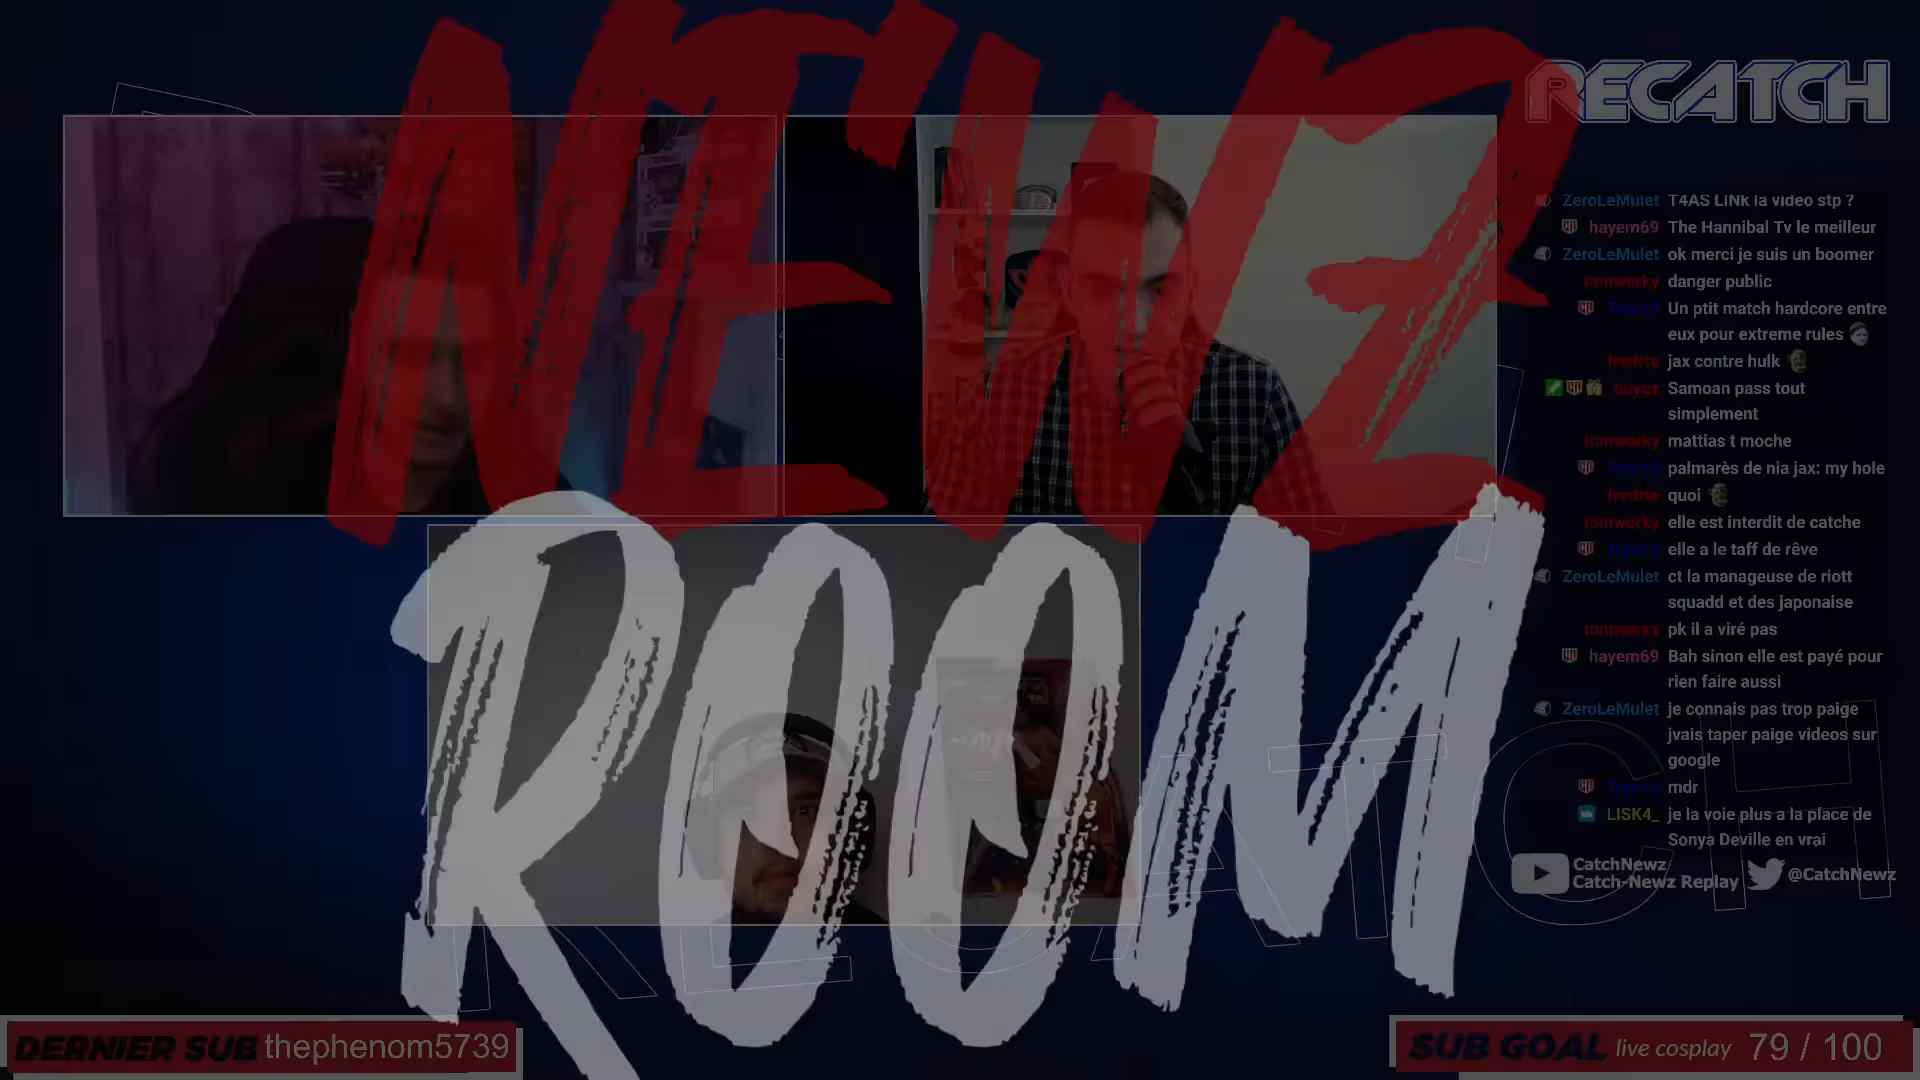 NEWZ
ROOM
RECATCH
ZeroLeMulet T4AS LINk la video stp ?
hayem69 The Hannibal Tv le meilleur
ZeroLeMulet ok merci je suis un boomer
tomworky danger public
Un ptit match hardcore entre
eux pour extreme rules
fredrie jax contre hulk
Samoan pass tout
simplement
tomworky mattias t moche
palmarès de nia jax: my hole
fredrie quoi
tomworky elle est interdit de catche
elle a le taff de rêve
ZeroLeMulet ct la manageuse de riott
squadd et des japonaise
tomworky pk il a viré pas
hayem69 Bah sinon elle est payé pour
rien faire aussi
ZeroLeMulet je connais pas trop paige
jvais taper paige videos sur
google
mdr
LISK4_ je la voie plus a la place de
Sonya Deville en vrai
CatchNewz
Catch-Newz Replay
@CatchNewz
DERNIER SUB thephenom5739
SUB GOAL live cosplay 79 / 100